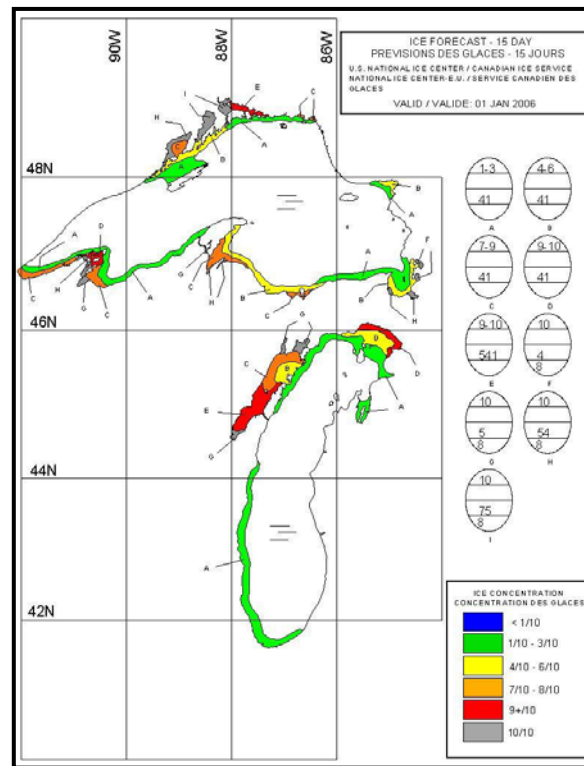 90W
88W
86W
ICE FORECAST - 15 DAY
PREVISIONS DES GLACES - 15 JOURS
U.S. NATIONAL ICE CENTER / CANADIAN ICE SERVICE
NATIONAL ICE CENTER-E.U. / SERVICE CANADIEN DES
GLACES
VALID / VALIDE: 01 JAN 2006
I
E
C
H
A
B
48N
A
B
A
A
D
C
H
G
C
A
G
C
H
B
C
G
A
B
H
F
46N
C
B
D
D
E
A
G
44N
A
42N
1-3
41
A
4-6
41
B
7-9
41
C
9-10
41
D
9-10
541
E
10
4
8
F
10
5
8
G
10
54
8
H
10
75
8
I
ICE CONCENTRATION
CONCENTRATION DES GLACES
< 1/10
1/10 - 3/10
4/10 - 6/10
7/10 - 8/10
9+/10
10/10